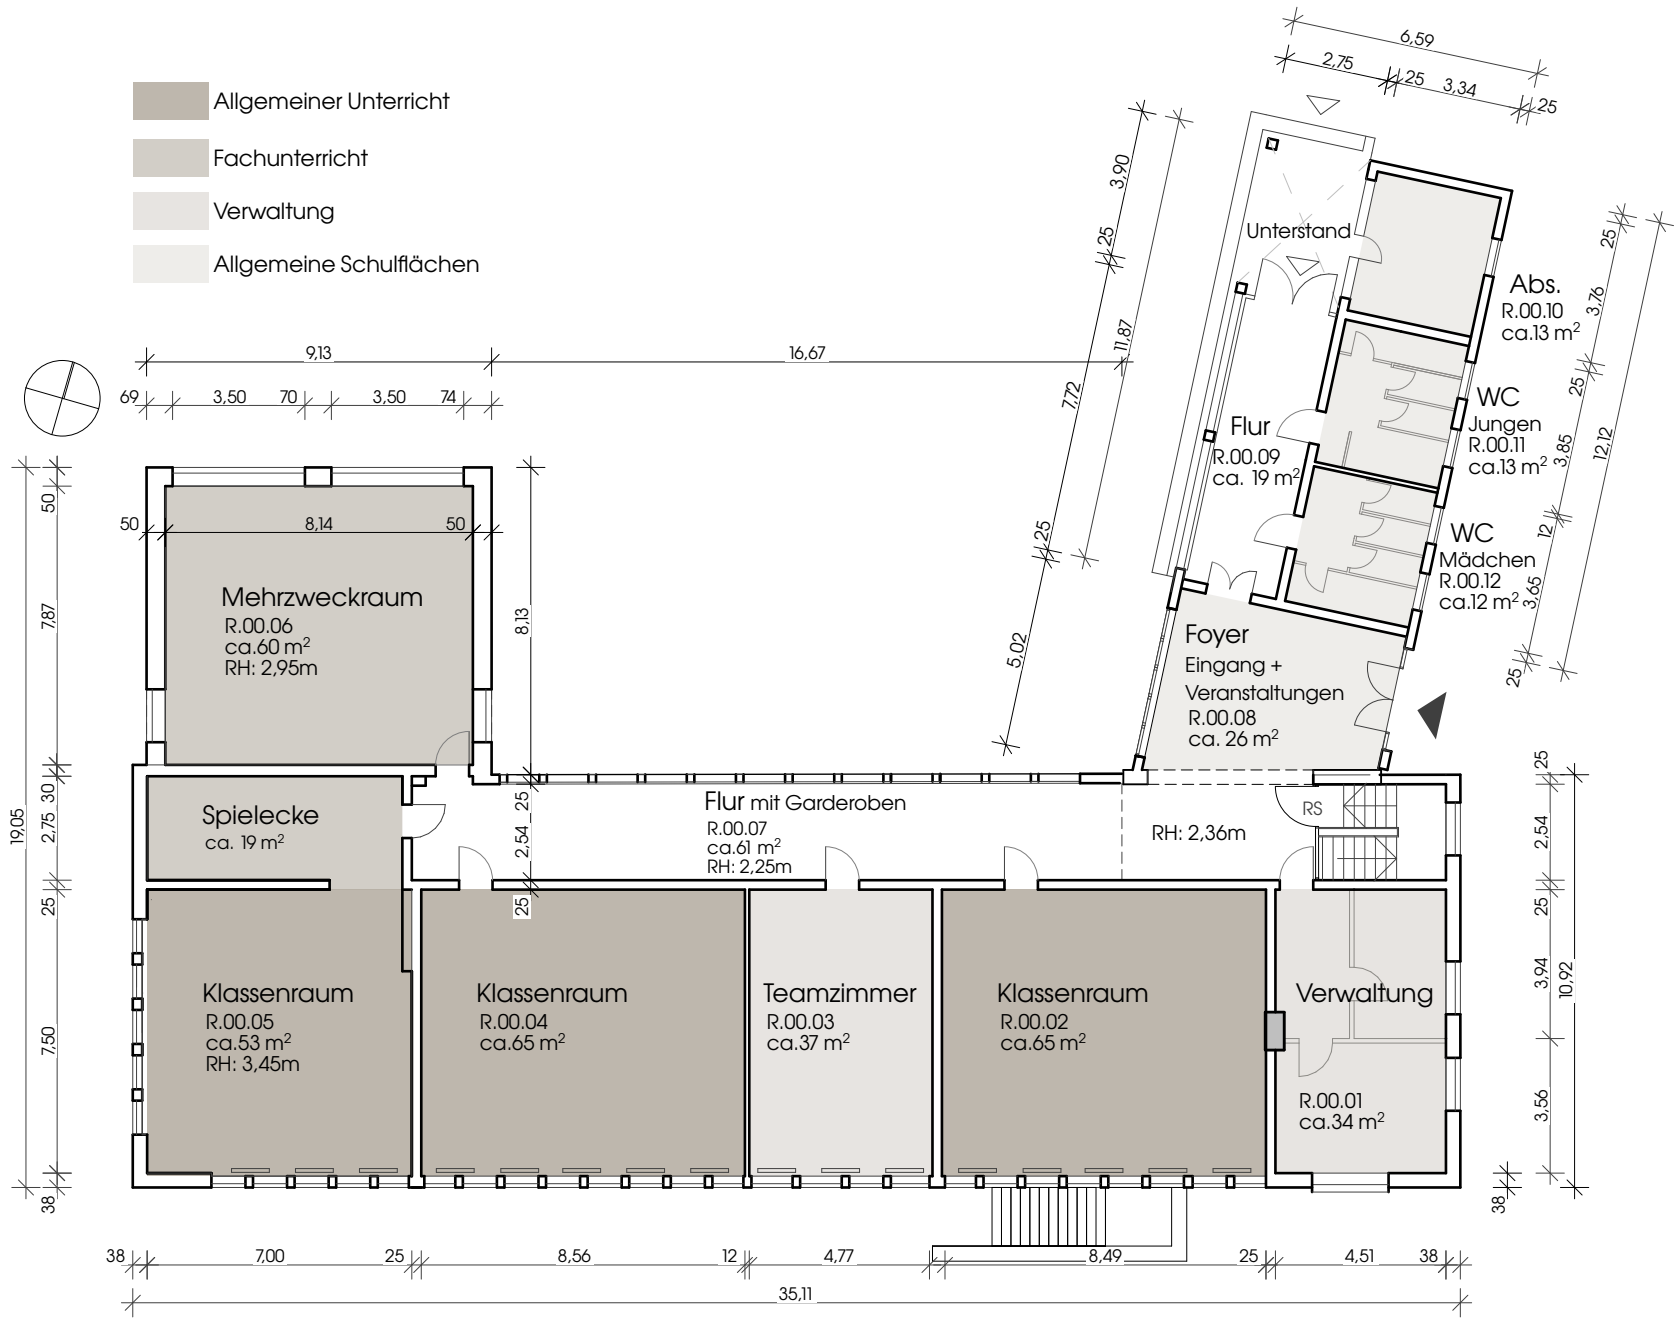 Allgemeiner Unterricht
Fachunterricht
Verwaltung
Allgemeine Schulflächen
6,59
2,75
25
3,34
25
3,90
25
11,87
7,72
25
5,02
Unterstand
25
3,76
25
3,85
12,12
12
3,65
25
Abs.
R.00.10
ca.13 m²
WC
Jungen
R.00.11
ca.13 m²
Flur
R.00.09
ca. 19 m²
WC
Mädchen
R.00.12
ca.12 m²
9,13
16,67
69
3,50
70
3,50
74
50
8,14
50
Mehrzweckraum
R.00.06
ca.60 m²
RH: 2,95m
8,13
Foyer
Eingang +
Veranstaltungen
R.00.08
ca. 26 m²
50
7,87
19,05
30
2,75
25
7,50
38
Spielecke
ca. 19 m²
25
2,54
25
Flur mit Garderoben
R.00.07
ca.61 m²
RH: 2,25m
RH: 2,36m
RS
25
2,54
25
3,94
10,92
3,56
38
Klassenraum
R.00.05
ca.53 m²
RH: 3,45m
Klassenraum
R.00.04
ca.65 m²
Teamzimmer
R.00.03
ca.37 m²
Klassenraum
R.00.02
ca.65 m²
Verwaltung
R.00.01
ca.34 m²
38
7,00
25
8,56
12
4,77
8,49
25
4,51
38
35,11